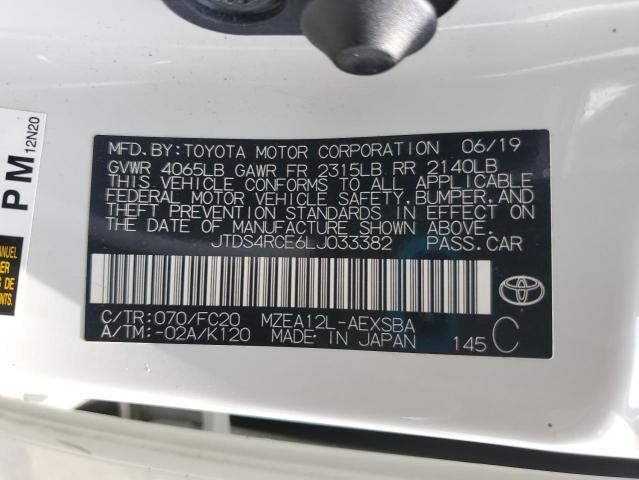 MFD.BY:TOYOTA MOTOR CORPORATION 06/19
GVWR 4065LB GAWR FR 2315LB RR 2140LB
THIS VEHICLE CONFORMS TO ALL APPLICABLE
FEDERAL MOTOR VEHICLE SAFETY,BUMPER,AND
THEFT PREVENTION STANDARDS IN EFFECT ON
THE DATE OF MANUFACTURE SHOWN ABOVE.
JTDS4RCE6LJ033382 PASS.CAR
C/TR:070/FC20 MZEA12L-AEXSBA
A/TM:-02A/K120 MADE IN JAPAN 145 C
PM 12N20